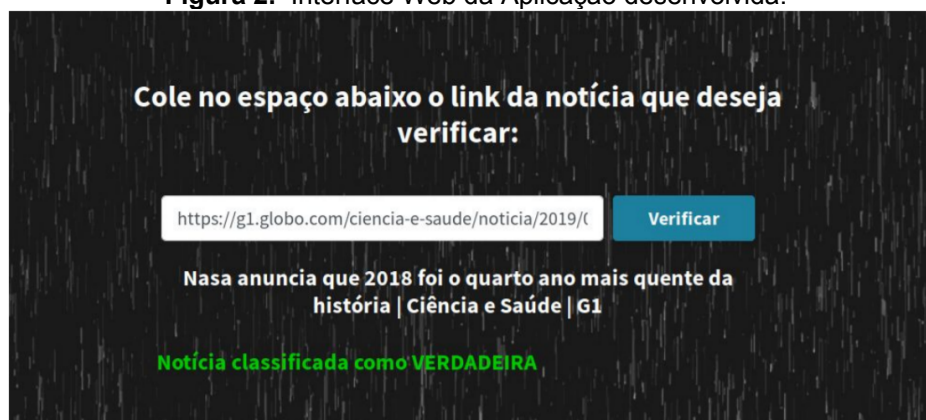 Figura 2. Interface Web da Aplicação desenvolvida.
Cole no espaço abaixo o link da notícia que deseja
verificar:
https://g1.globo.com/ciencia-e-saude/noticia/2019/
Verificar
Nasa anuncia que 2018 foi o quarto ano mais quente da
história | Ciência e Saúde | G1
Notícia classificada como VERDADEIRA